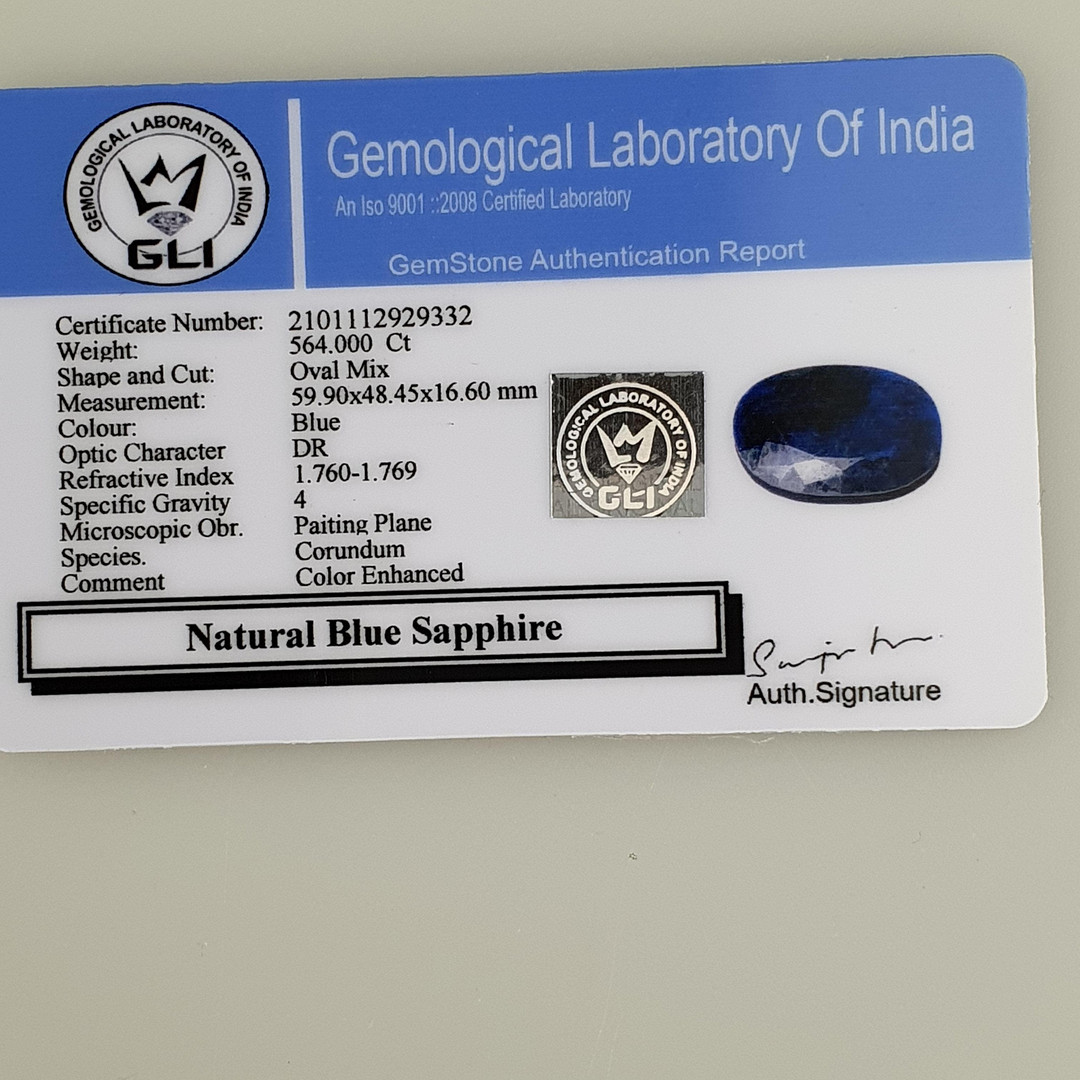 GEMOLOGICAL LABORATORY OF INDIA
GLI
Gemological Laboratory Of India
An Iso 9001 ::2008 Certified Laboratory
GemStone Authentication Report
Certificate Number: 2101112929332
Weight: 564.000 Ct
Shape and Cut: Oval Mix
Measurement: 59.90x48.45x16.60 mm
Colour: Blue
Optic Character DR
Refractive Index 1.760-1.769
Specific Gravity 4
Microscopic Obr. Paiting Plane
Species. Corundum
Comment Color Enhanced
GEMOLOGICAL LABORATORY OF INDIA
GLI
Natural Blue Sapphire
Auth.Signature